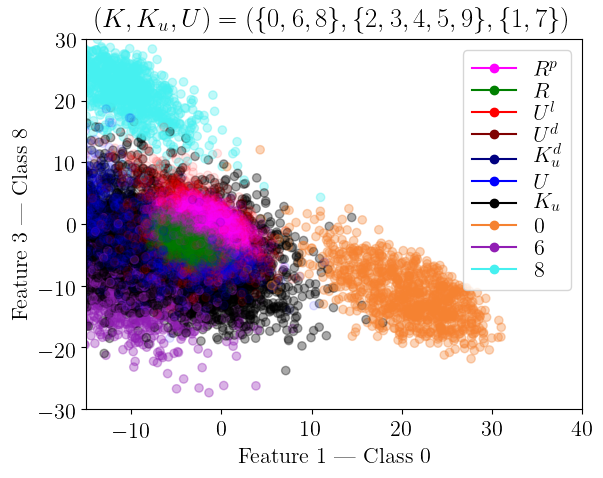 (K, K_u, U) = ({0, 6, 8}, {2, 3, 4, 5, 9}, {1, 7})
30
20
10
0
−10
−20
−30
Feature 3 — Class 8
R^p
R
U^l
U^d
K_u^d
U
K_u
0
6
8
−10
0
10
20
30
40
Feature 1 — Class 0